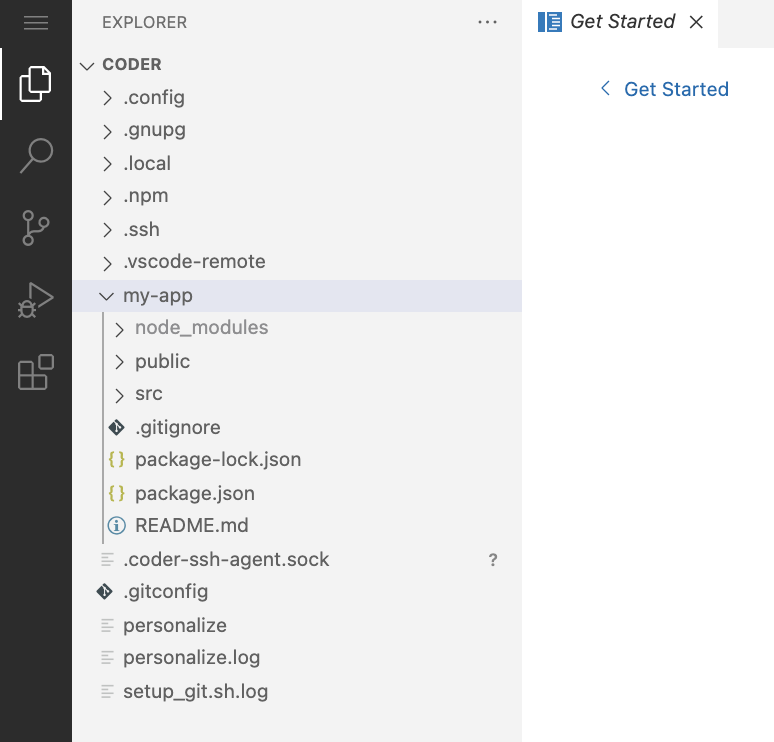 EXPLORER
Get Started
CODER
Get Started
.config
.gnupg
.local
.npm
.ssh
.vscode-remote
my-app
node_modules
public
src
.gitignore
{} package-lock.json
{} package.json
README.md
.coder-ssh-agent.sock ?
.gitconfig
personalize
personalize.log
setup_git.sh.log